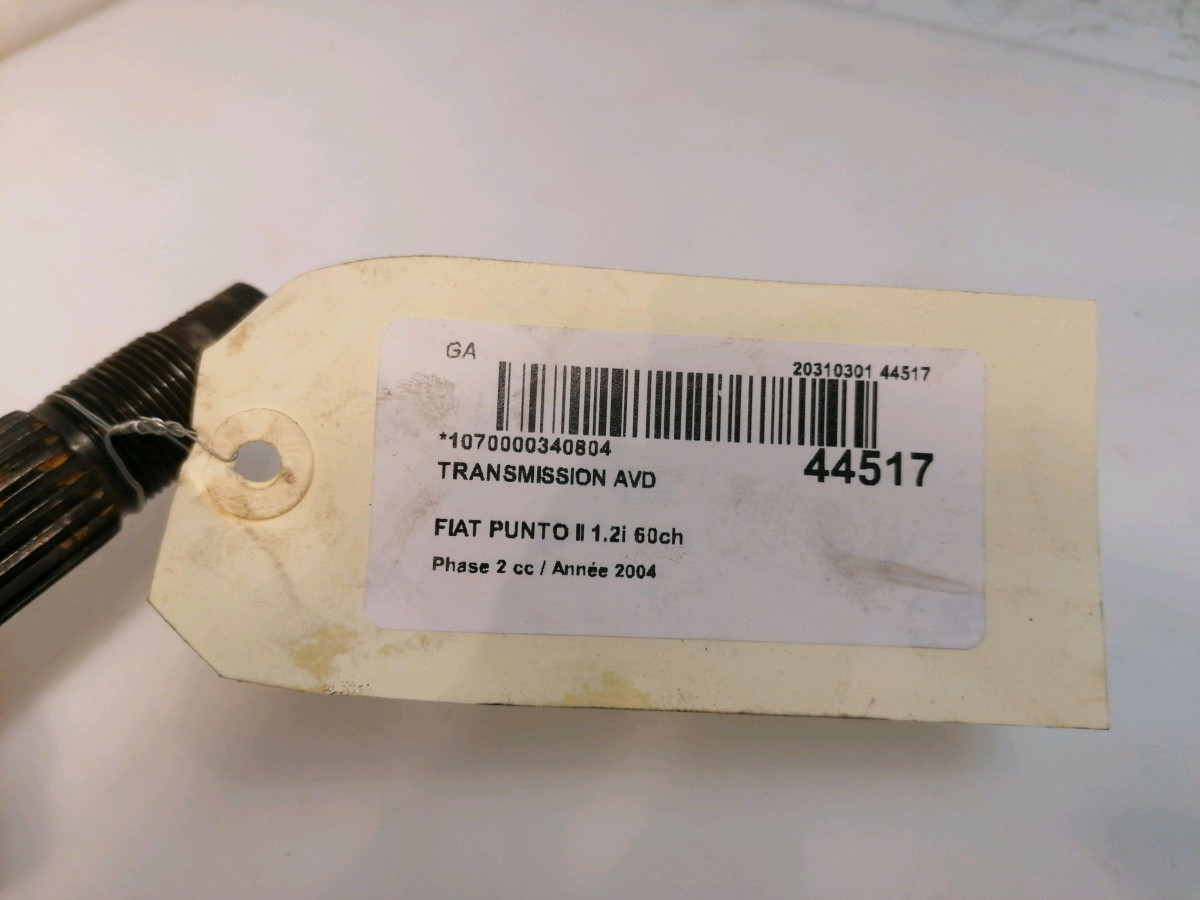 GA
20310301 44517
*1070000340804
44517
TRANSMISSION AVD
FIAT PUNTO II 1.2i 60ch
Phase 2 cc / Année 2004